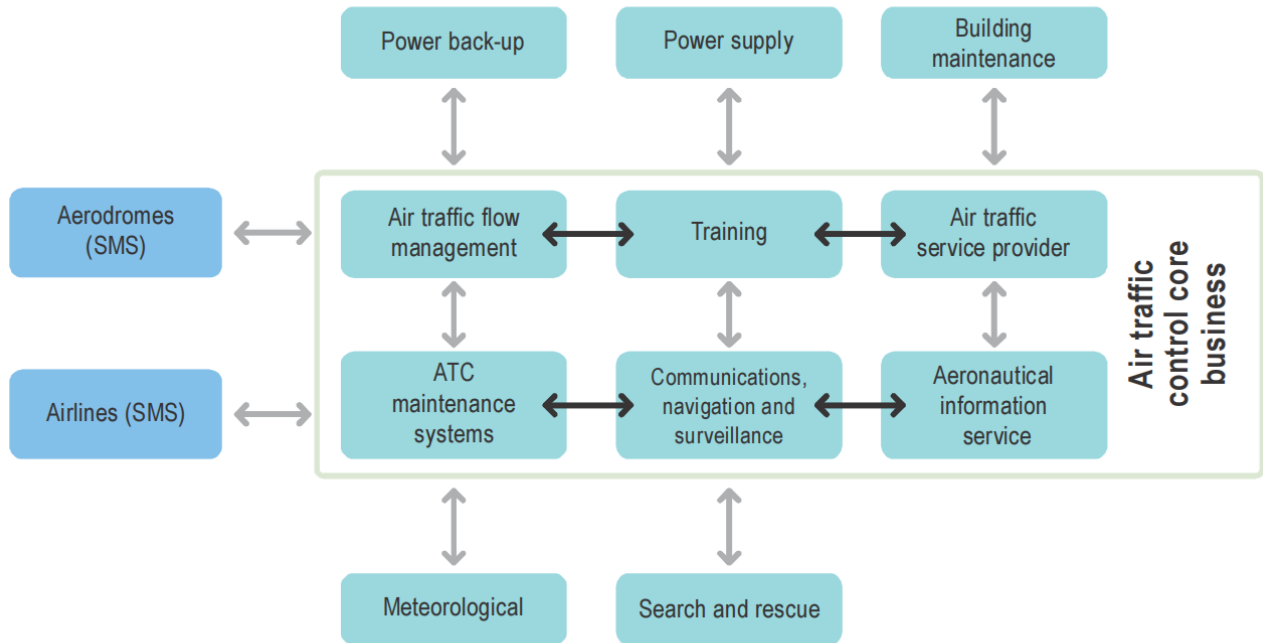 Power back-up
Power supply
Building
maintenance
Aerodromes
(SMS)
Air traffic flow
management
Training
Air traffic
service provider
Airlines (SMS)
ATC
maintenance
systems
Communications,
navigation and
surveillance
Aeronautical
information
service
Air traffic
control core
business
Meteorological
Search and rescue